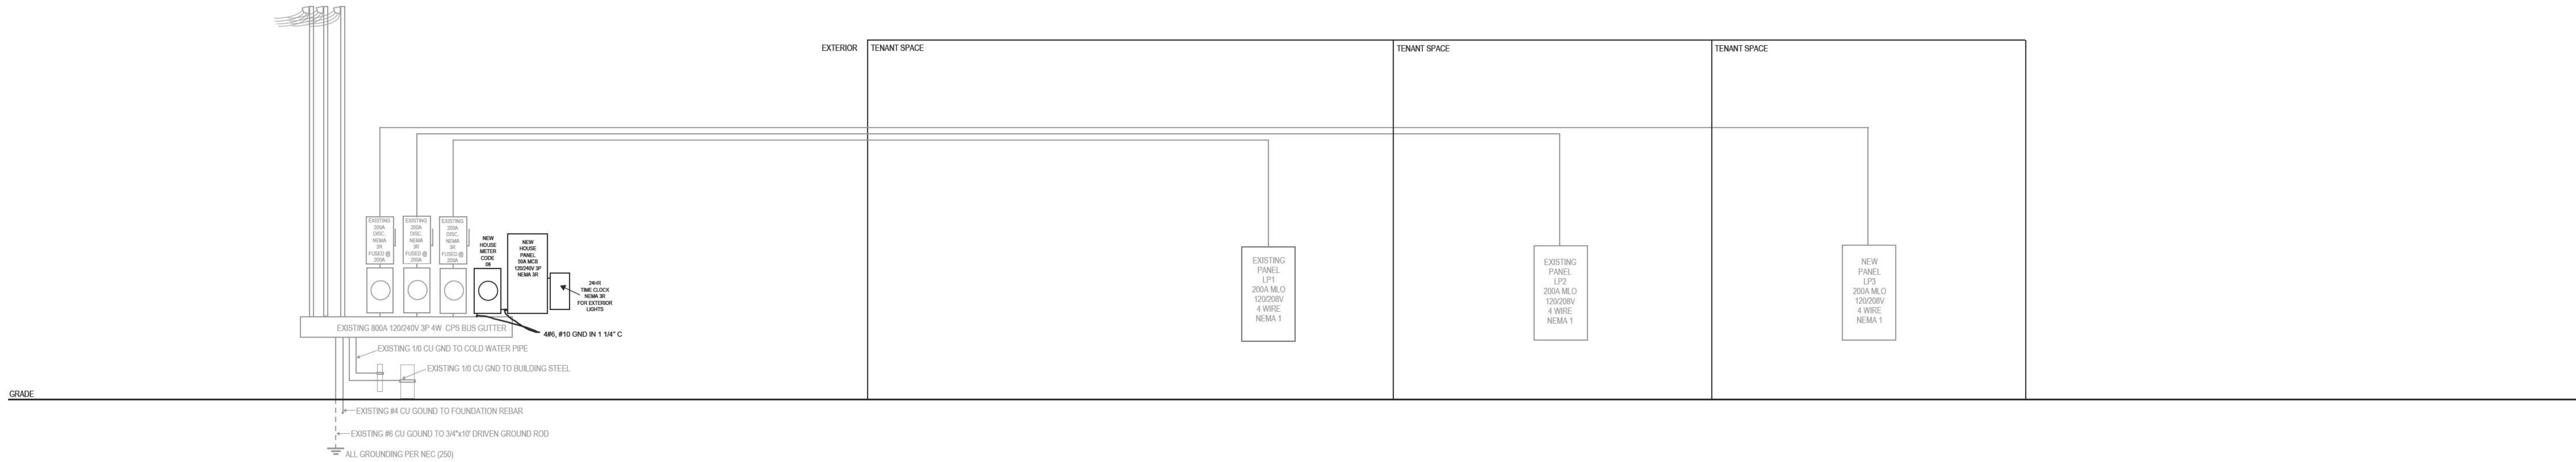 EXTERIOR
TENANT SPACE
TENANT SPACE
TENANT SPACE
EXISTING
200A
DISC.
NEMA
3R
FUSED @
200A
EXISTING
200A
DISC.
NEMA
3R
FUSED @
200A
EXISTING
200A
DISC.
NEMA
3R
FUSED @
200A
NEW
HOUSE
METER
CODE
06
NEW
HOUSE
PANEL
50A MCB
120/240V 3P
NEMA 3R
24HR
TIME CLOCK
NEMA 3R
FOR EXTERIOR
LIGHTS
EXISTING
PANEL
LP1
200A MLO
120/208V
4 WIRE
NEMA 1
EXISTING
PANEL
LP2
200A MLO
120/208V
4 WIRE
NEMA 1
NEW
PANEL
LP3
200A MLO
120/208V
4 WIRE
NEMA 1
EXISTING 800A 120/240V 3P 4W CPS BUS GUTTER
4#6, #10 GND IN 1 1/4" C
EXISTING 1/0 CU GND TO COLD WATER PIPE
EXISTING 1/0 CU GND TO BUILDING STEEL
GRADE
EXISTING #4 CU GOUND TO FOUNDATION REBAR
EXISTING #6 CU GOUND TO 3/4"x10' DRIVEN GROUND ROD
ALL GROUNDING PER NEC (250)